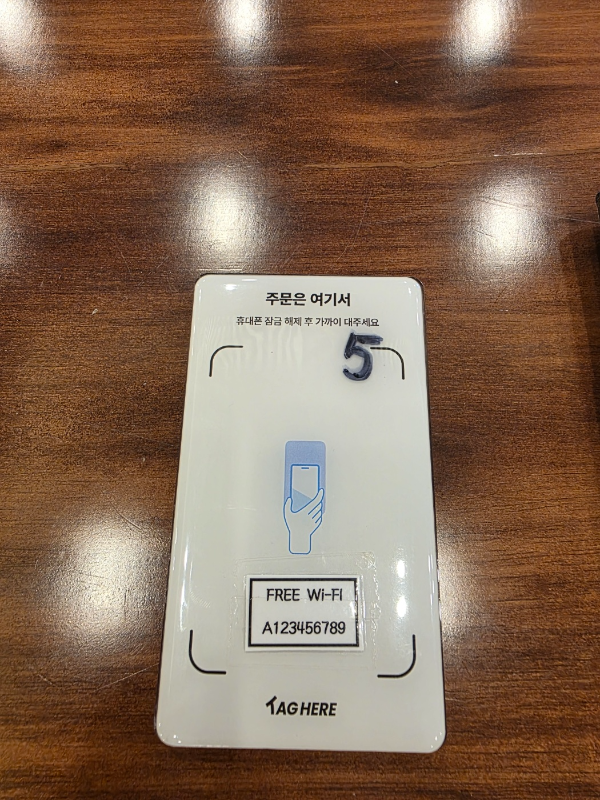 주문은 여기서
휴대폰 잠금 해제 후 가까이 대주세요
5
FREE Wi-FI
A123456789
TAG HERE